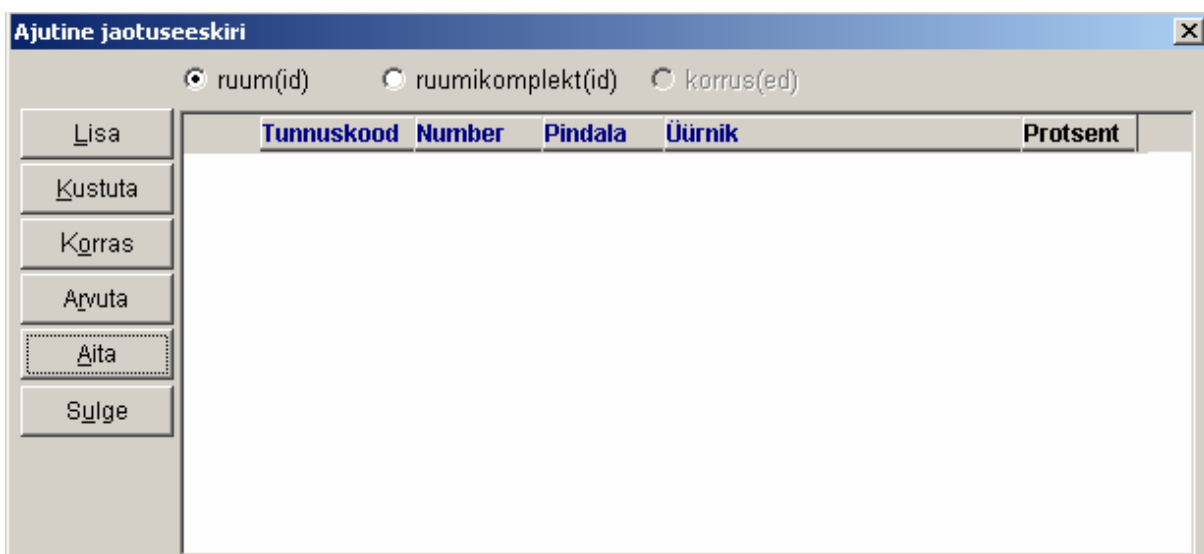 Ajutine jaotuseeskiri
ruum(id) ruumikomplekt(id) korrus(ed)
Lisa
Tunnuskood Number Pindala Üürnik Protsent
Kustuta
Korras
Arvuta
Aita
Sulge